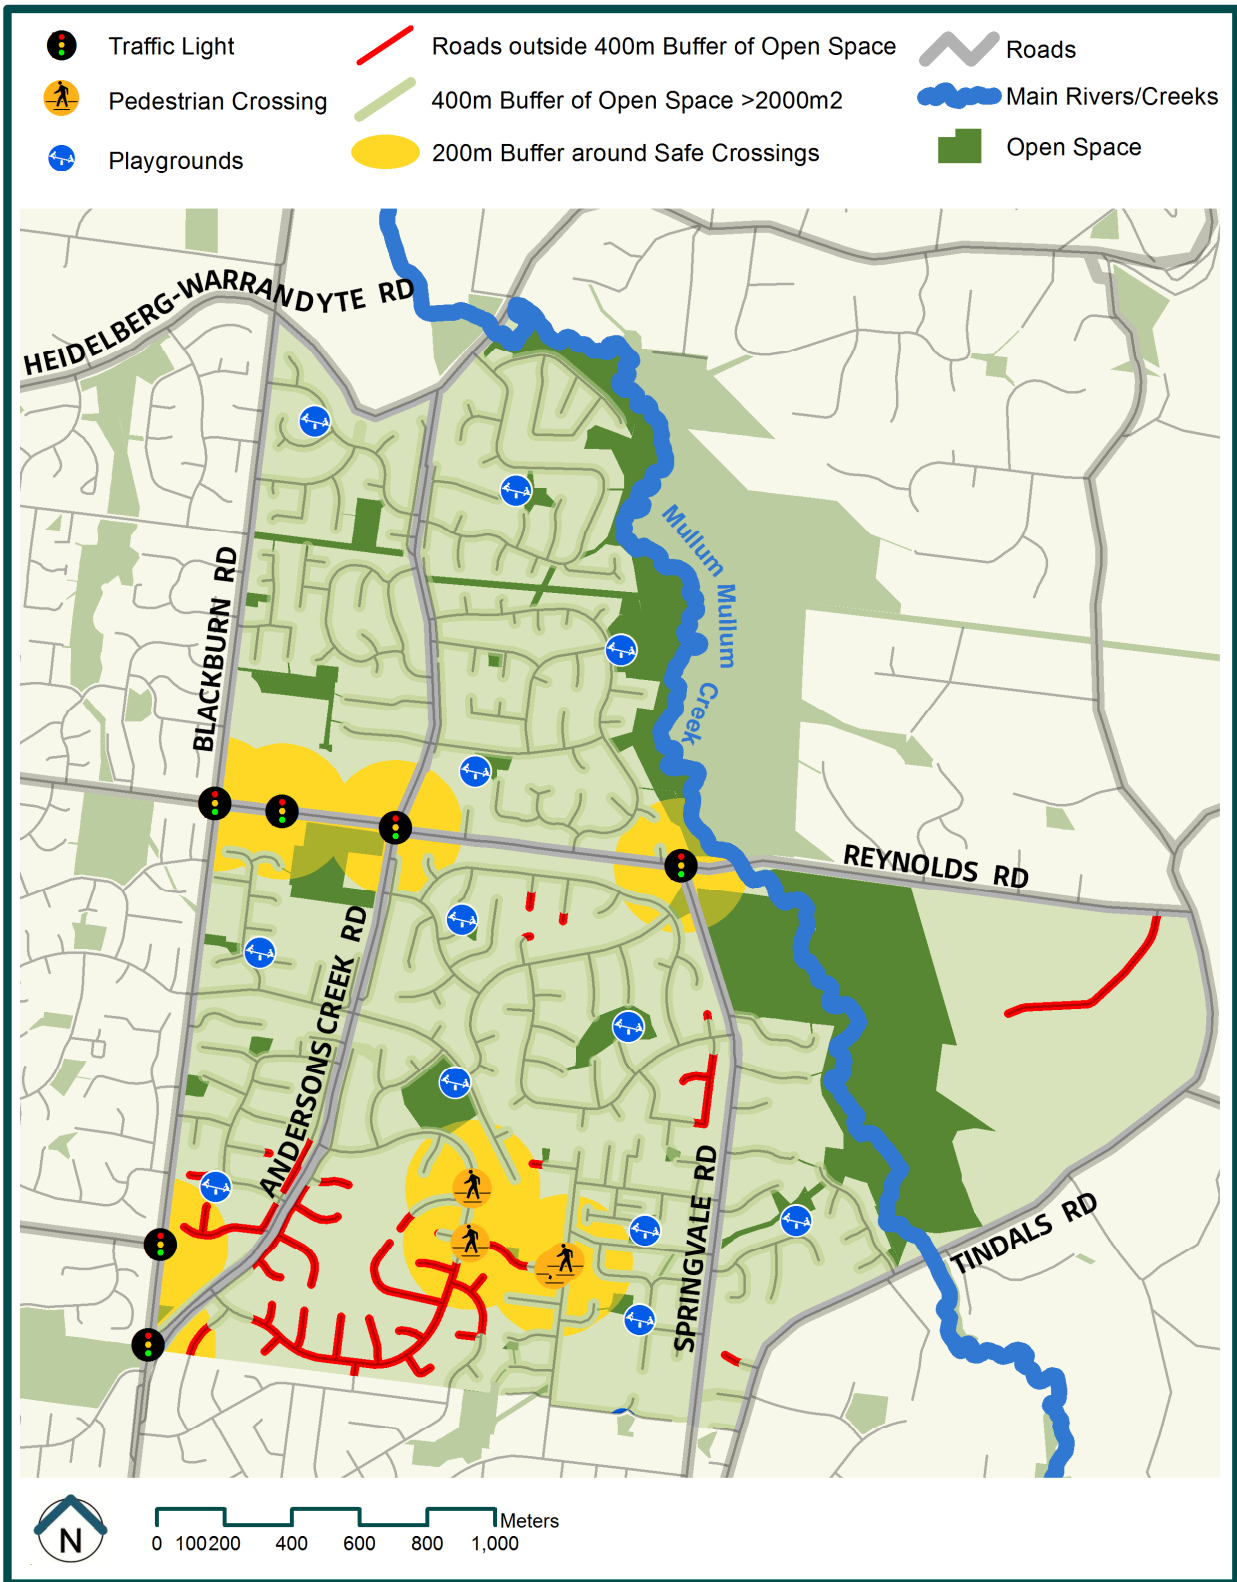 Traffic Light
Roads outside 400m Buffer of Open Space
Roads
Pedestrian Crossing
400m Buffer of Open Space >2000m2
Main Rivers/Creeks
Playgrounds
200m Buffer around Safe Crossings
Open Space
HEIDELBERG-WARRANDYTE RD
BLACKBURN RD
Mullum Mullum
Creek
REYNOLDS RD
ANDERSONS CREEK RD
SPRINGVALE RD
TINDALS RD
N
Meters
0 100 200 400 600 800 1,000